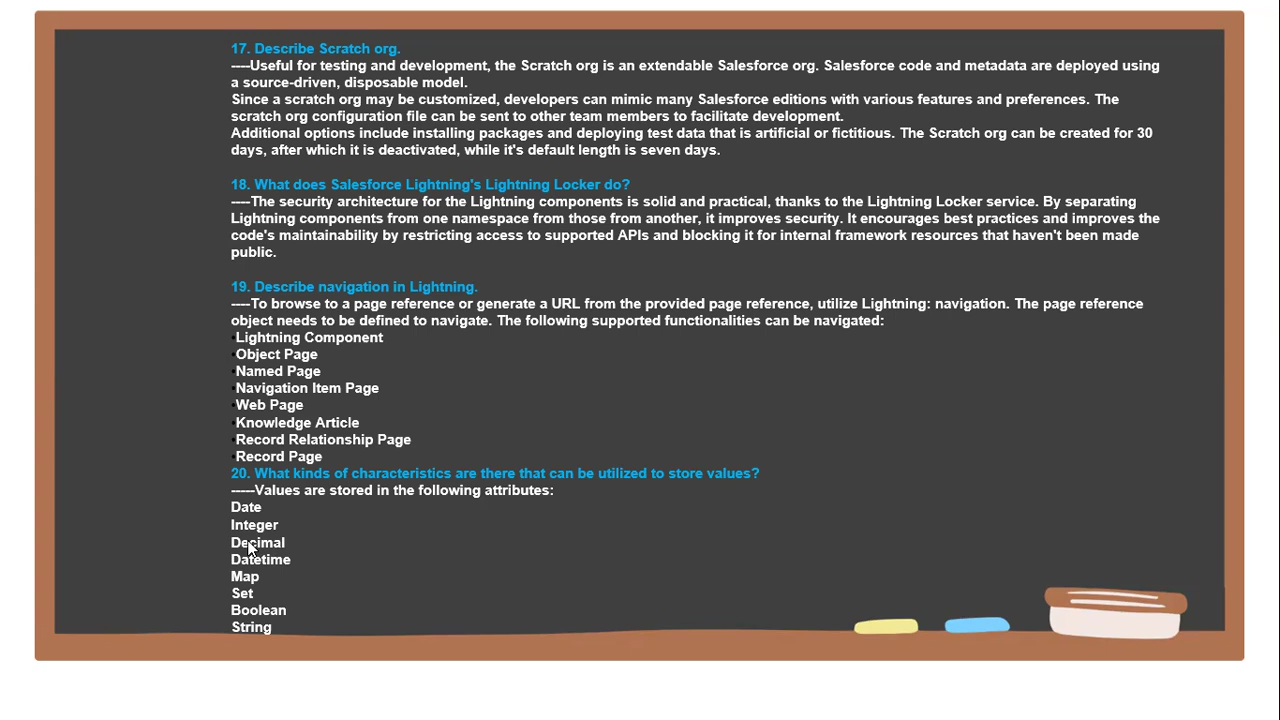 17. Describe Scratch org.
----Useful for testing and development, the Scratch org is an extendable Salesforce org. Salesforce code and metadata are deployed using
a source-driven, disposable model.
Since a scratch org may be customized, developers can mimic many Salesforce editions with various features and preferences. The
scratch org configuration file can be sent to other team members to facilitate development.
Additional options include installing packages and deploying test data that is artificial or fictitious. The Scratch org can be created for 30
days, after which it is deactivated, while it's default length is seven days.
18. What does Salesforce Lightning's Lightning Locker do?
----The security architecture for the Lightning components is solid and practical, thanks to the Lightning Locker service. By separating
Lightning components from one namespace from those from another, it improves security. It encourages best practices and improves the
code's maintainability by restricting access to supported APIs and blocking it for internal framework resources that haven't been made
public.
19. Describe navigation in Lightning.
----To browse to a page reference or generate a URL from the provided page reference, utilize Lightning: navigation. The page reference
object needs to be defined to navigate. The following supported functionalities can be navigated:
•Lightning Component
•Object Page
•Named Page
•Navigation Item Page
•Web Page
•Knowledge Article
•Record Relationship Page
•Record Page
20. What kinds of characteristics are there that can be utilized to store values?
-----Values are stored in the following attributes:
Date
Integer
Decimal
Datetime
Map
Set
Boolean
String